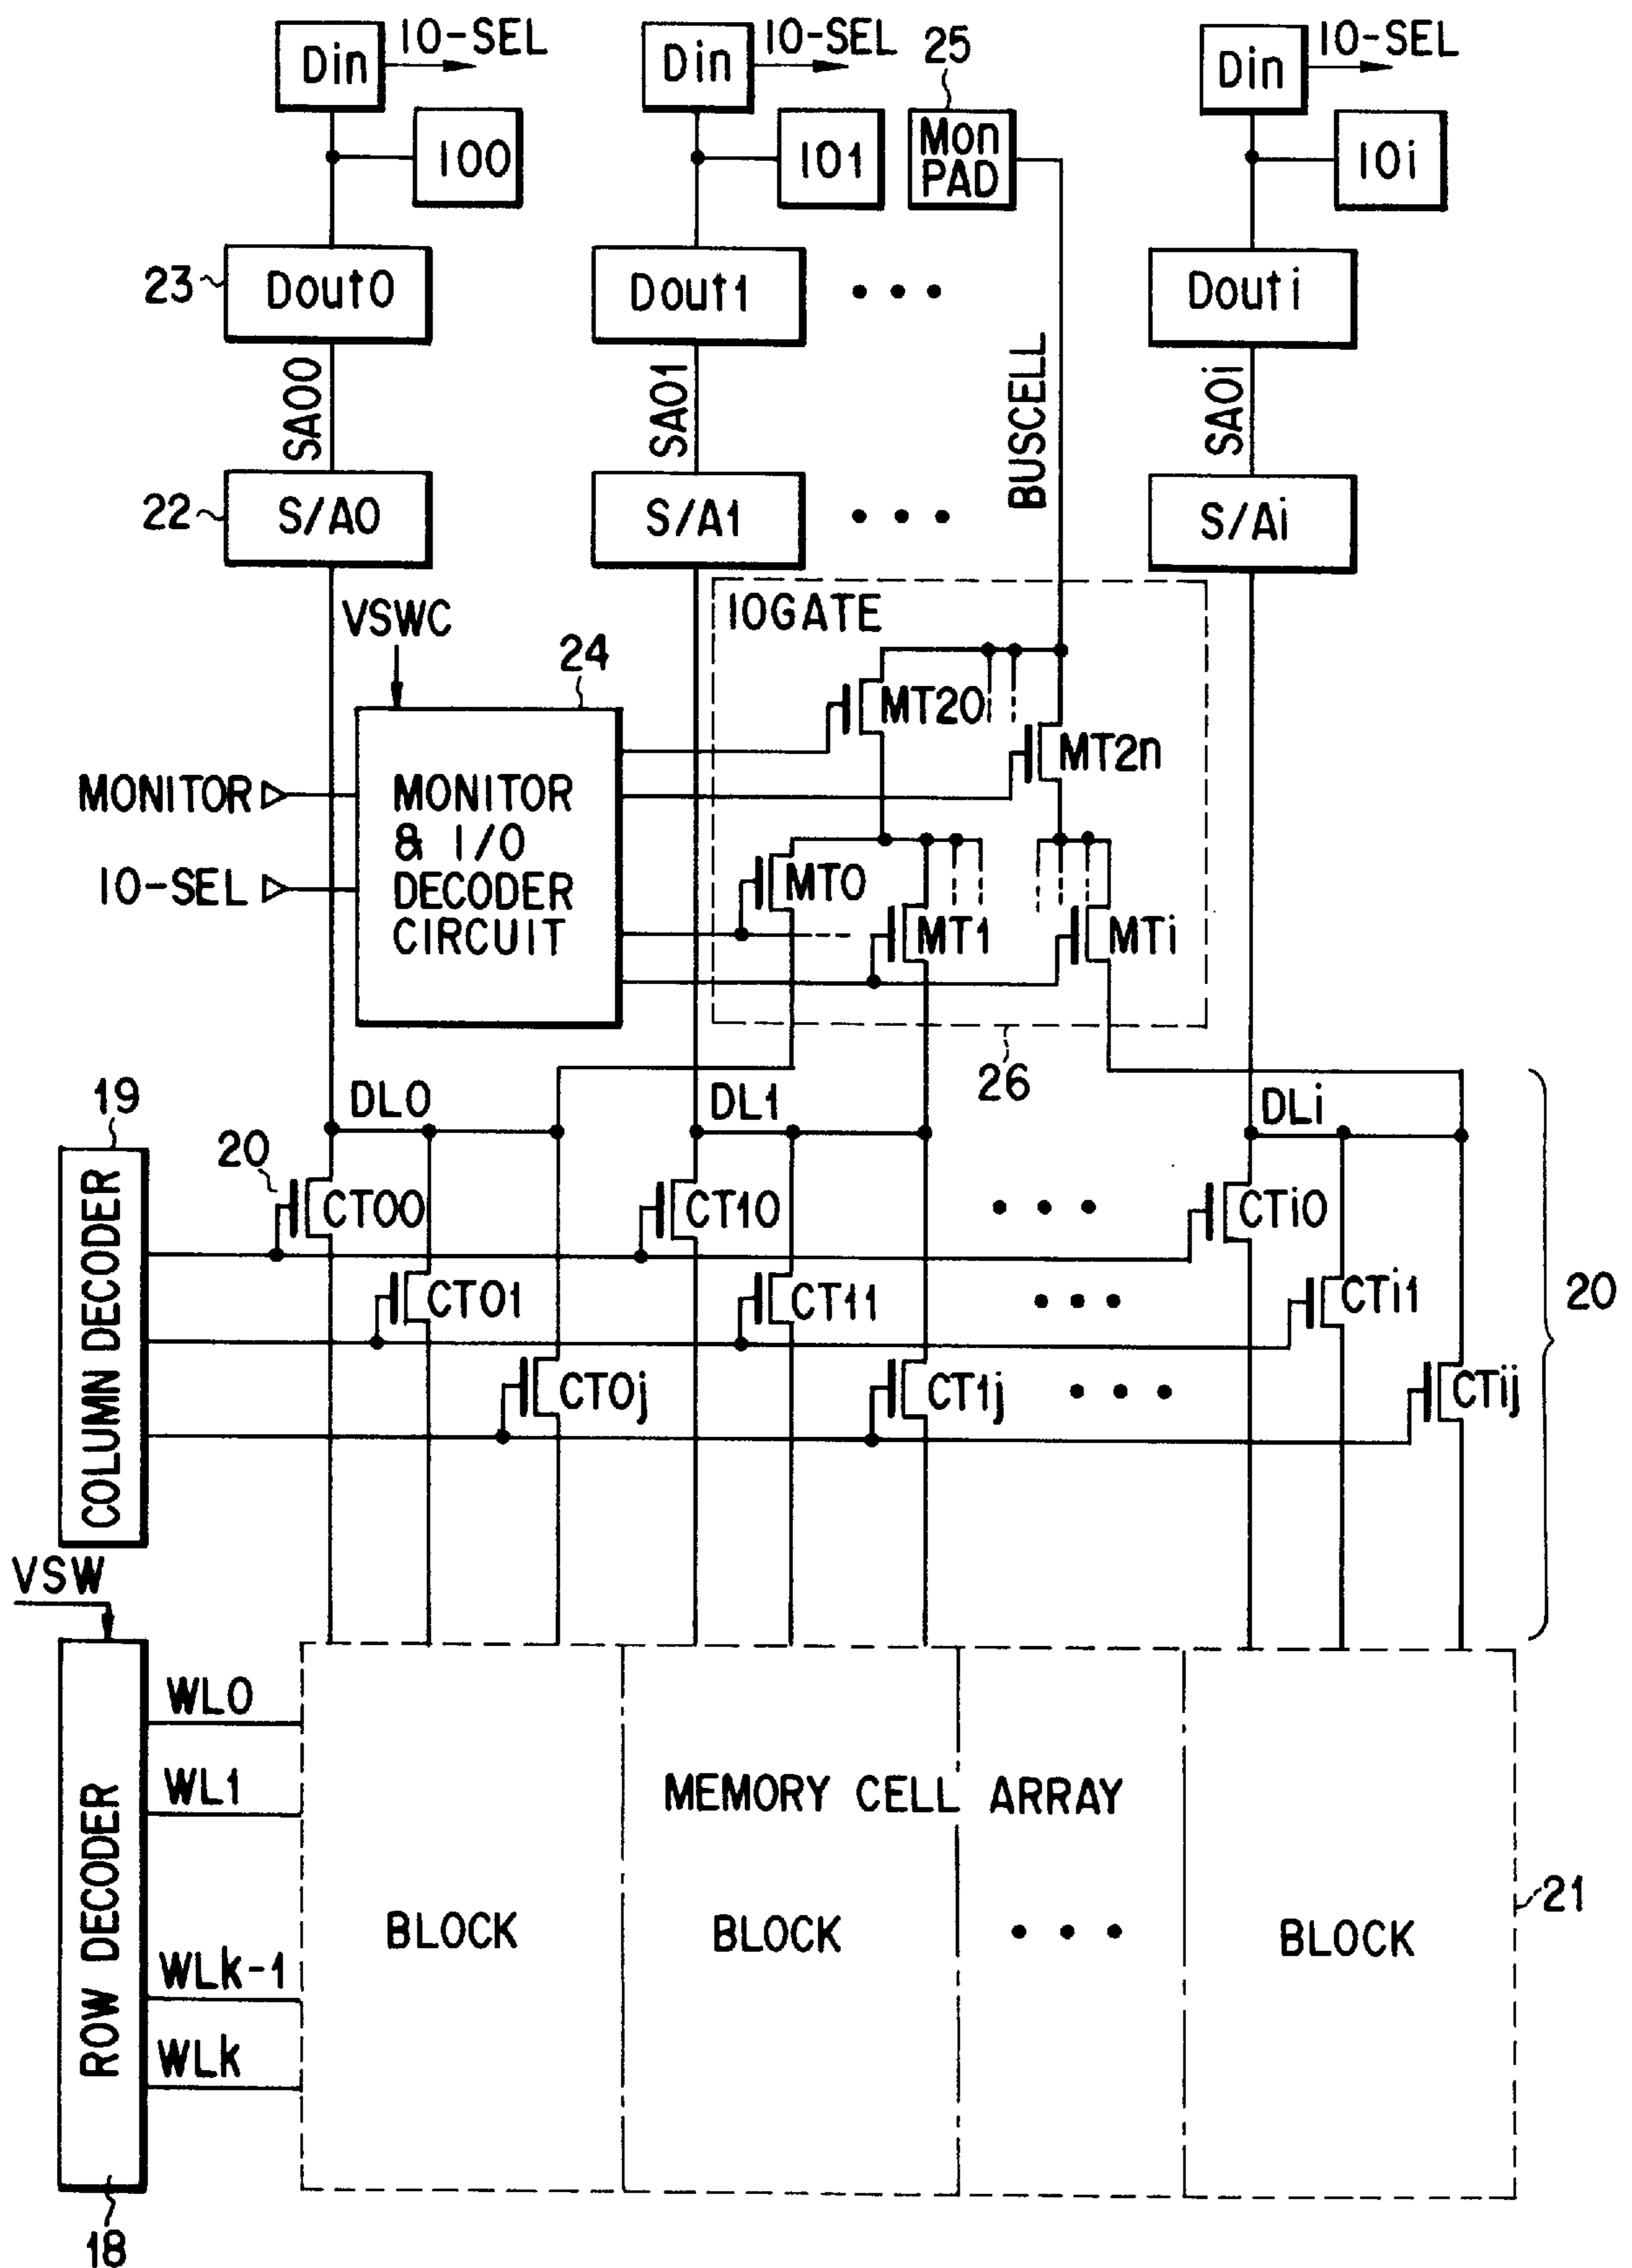 Din
IO-SEL
Din
IO-SEL
25
Din
IO-SEL
IO0
IO1
Mon
PAD
IOi
23
Dout0
Dout1
• • •
Douti
SAO0
SAO1
BUSCELL
SAOi
22
S/A0
S/A1
• • •
S/Ai
VSWC
24
IOGATE
MT20
MT2n
MONITOR
IO-SEL
MONITOR
& I/O
DECODER
CIRCUIT
MT0
MT1
MTi
26
19
DL0
DL1
DLi
COLUMN DECODER
20
CT00
CT10
• • •
CTi0
CT01
CT11
• • •
CTi1
20
CT0j
CT1j
• • •
CTij
VSW
ROW DECODER
WL0
WL1
MEMORY CELL ARRAY
BLOCK
BLOCK
• • •
BLOCK
21
WLk-1
WLk
18